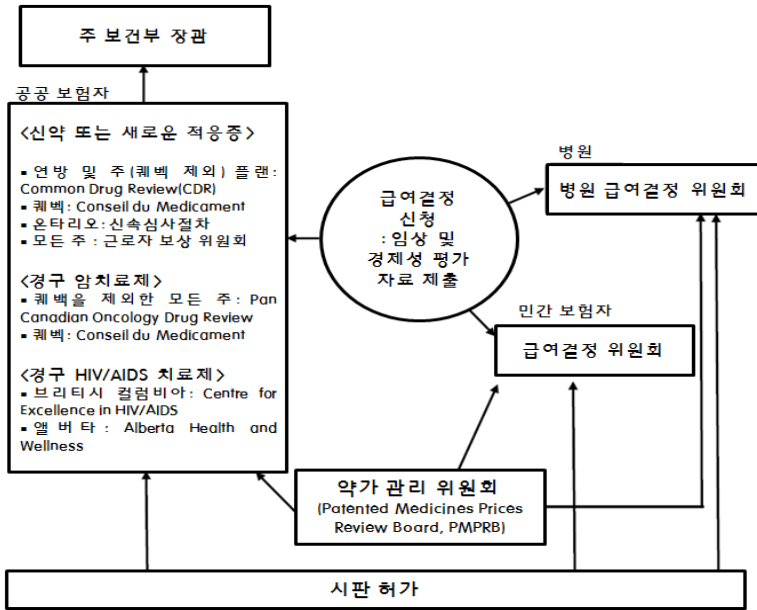 주 보건부 장관
공공 보험자
<신약 또는 새로운 적응증>
▪ 연방 및 주(퀘벡 제외) 플랜:
Common Drug Review(CDR)
▪ 퀘벡: Conseil du Medicament
▪ 온타리오: 신속심사절차
▪ 모든 주 : 근로자 보상 위원회
<경구 암치료제>
▪ 퀘백을 제외한 모든 주: Pan
Canadian Oncology Drug Review
▪ 퀘벡: Conseil du Medicament
<경구 HIV/AIDS 치료제>
▪ 브리티시 컬럼비아: Centre for
Excellence in HIV/AIDS
▪ 앨버타: Alberta Health and
Wellness
급여결정
신청
: 임상 및
경제성 평가
자료 제출
병원
병원 급여결정 위원회
민간 보험자
급여결정 위원회
약가 관리 위원회
(Patented Medicines Prices
Review Board, PMPRB)
시판 허가